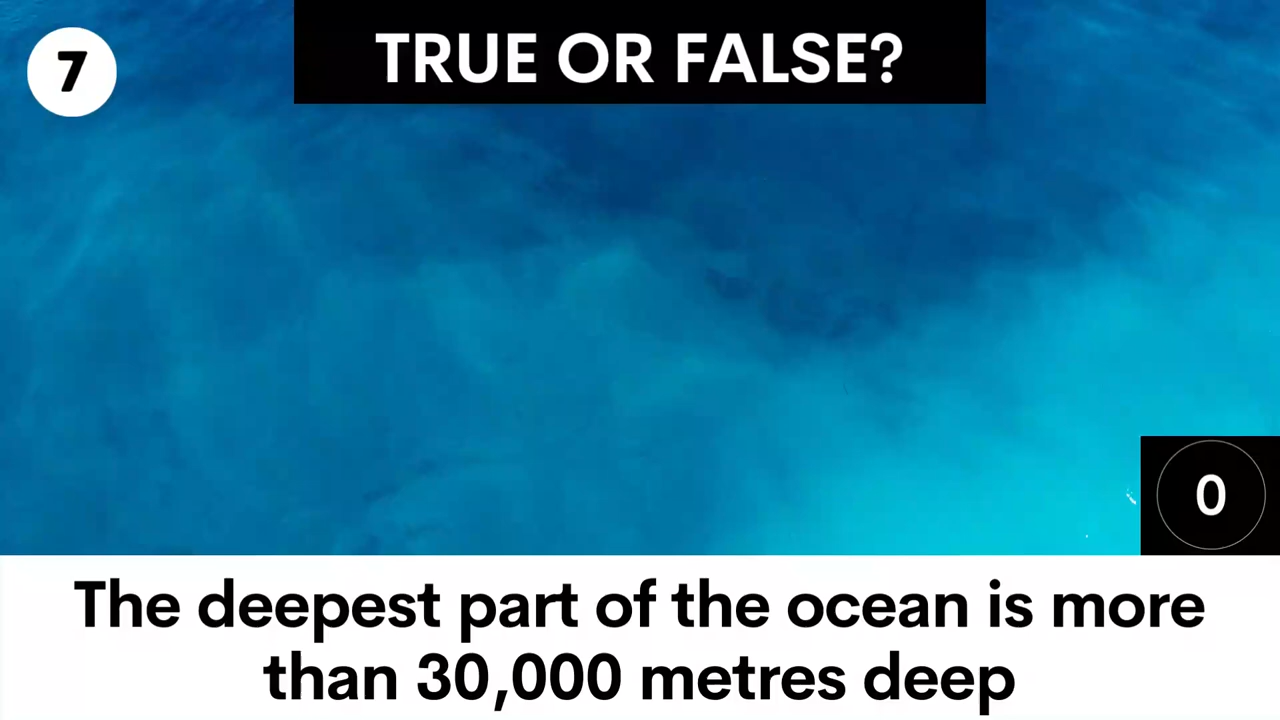 7
TRUE OR FALSE?
0
The deepest part of the ocean is more
than 30,000 metres deep